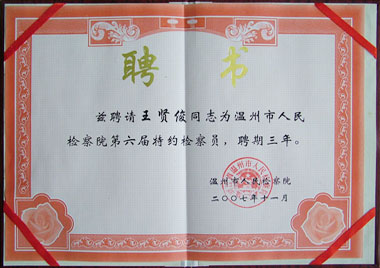 聘 书
兹聘请王贤俊同志为温州市人民
检察院第六届特约检察员，聘期三年。
温州市人民检察院
二〇〇七年十一月